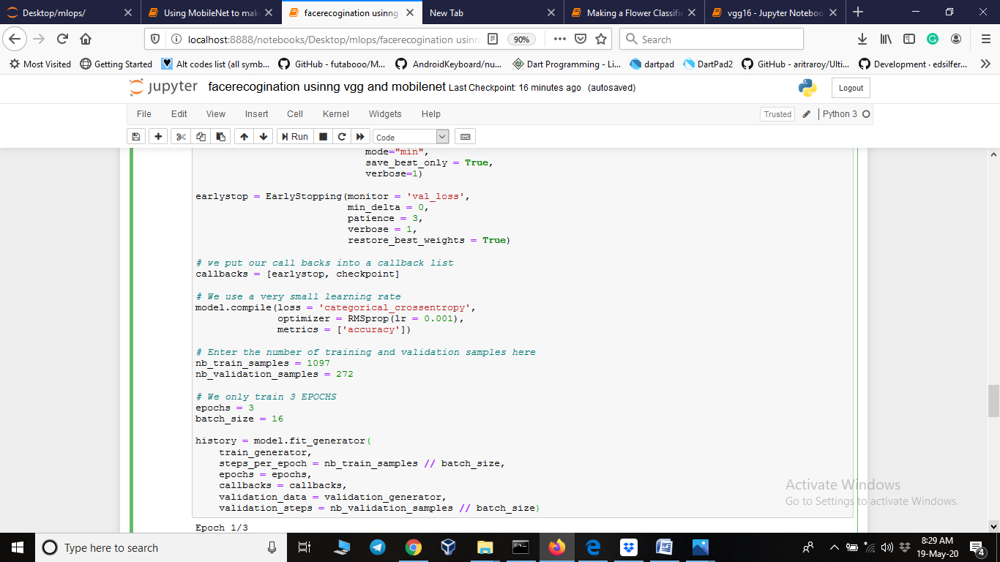 Desktop/mlops/
Using MobileNet to mak
facerecogination usinng
New Tab
Making a Flower Classifie
vgg16 - Jupyter Noteboo
localhost:8888/notebooks/Desktop/mlops/facerecogination usinn
90%
Search
Most Visited
Getting Started
Alt codes list (all symb...
GitHub - futabooo/M...
AndroidKeyboard/nu...
Dart Programming - Li...
dartpad
DartPad2
GitHub - aritraroy/Ulti...
Development · edsilfer...
jupyter facerecogination usinng vgg and mobilenet Last Checkpoint: 16 minutes ago (autosaved)
Logout
File Edit View Insert Cell Kernel Widgets Help
Trusted
Python 3
Run
Code
mode="min",
save_best_only = True,
verbose=1)
earlystop = EarlyStopping(monitor = 'val_loss',
min_delta = 0,
patience = 3,
verbose = 1,
restore_best_weights = True)
# we put our call backs into a callback list
callbacks = [earlystop, checkpoint]
# We use a very small learning rate
model.compile(loss = 'categorical_crossentropy',
optimizer = RMSprop(lr = 0.001),
metrics = ['accuracy'])
# Enter the number of training and validation samples here
nb_train_samples = 1097
nb_validation_samples = 272
# We only train 3 EPOCHS
epochs = 3
batch_size = 16
history = model.fit_generator(
train_generator,
steps_per_epoch = nb_train_samples // batch_size,
epochs = epochs,
callbacks = callbacks,
validation_data = validation_generator,
validation_steps = nb_validation_samples // batch_size)
Epoch 1/3
Activate Windows
Go to Settings to activate Windows.
Type here to search
8:29 AM
19-May-20
4